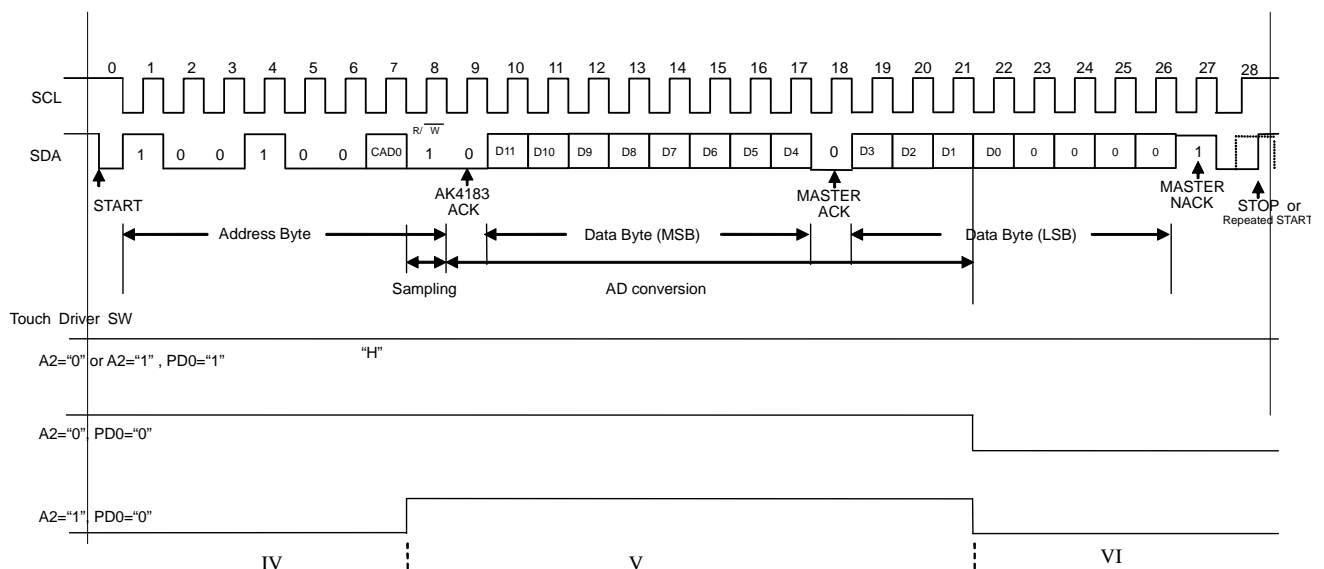 0 1 2 3 4 5 6 7 8 9 10 11 12 13 14 15 16 17 18 19 20 21 22 23 24 25 26 27 28
SCL
R/ W
SDA 1 0 0 1 0 0 CAD0 1 0 D11 D10 D9 D8 D7 D6 D5 D4 0 D3 D2 D1 D0 0 0 0 0 1
START
AK4183
ACK
MASTER
ACK
MASTER
NACK
STOP or
Repeated START
Address Byte Data Byte (MSB) Data Byte (LSB)
Sampling AD conversion
Touch Driver SW
A2=“0” or A2=“1” , PD0=“1” “H”
A2=“0”, PD0=“0”
A2=“1”, PD0=“0”
IV V VI